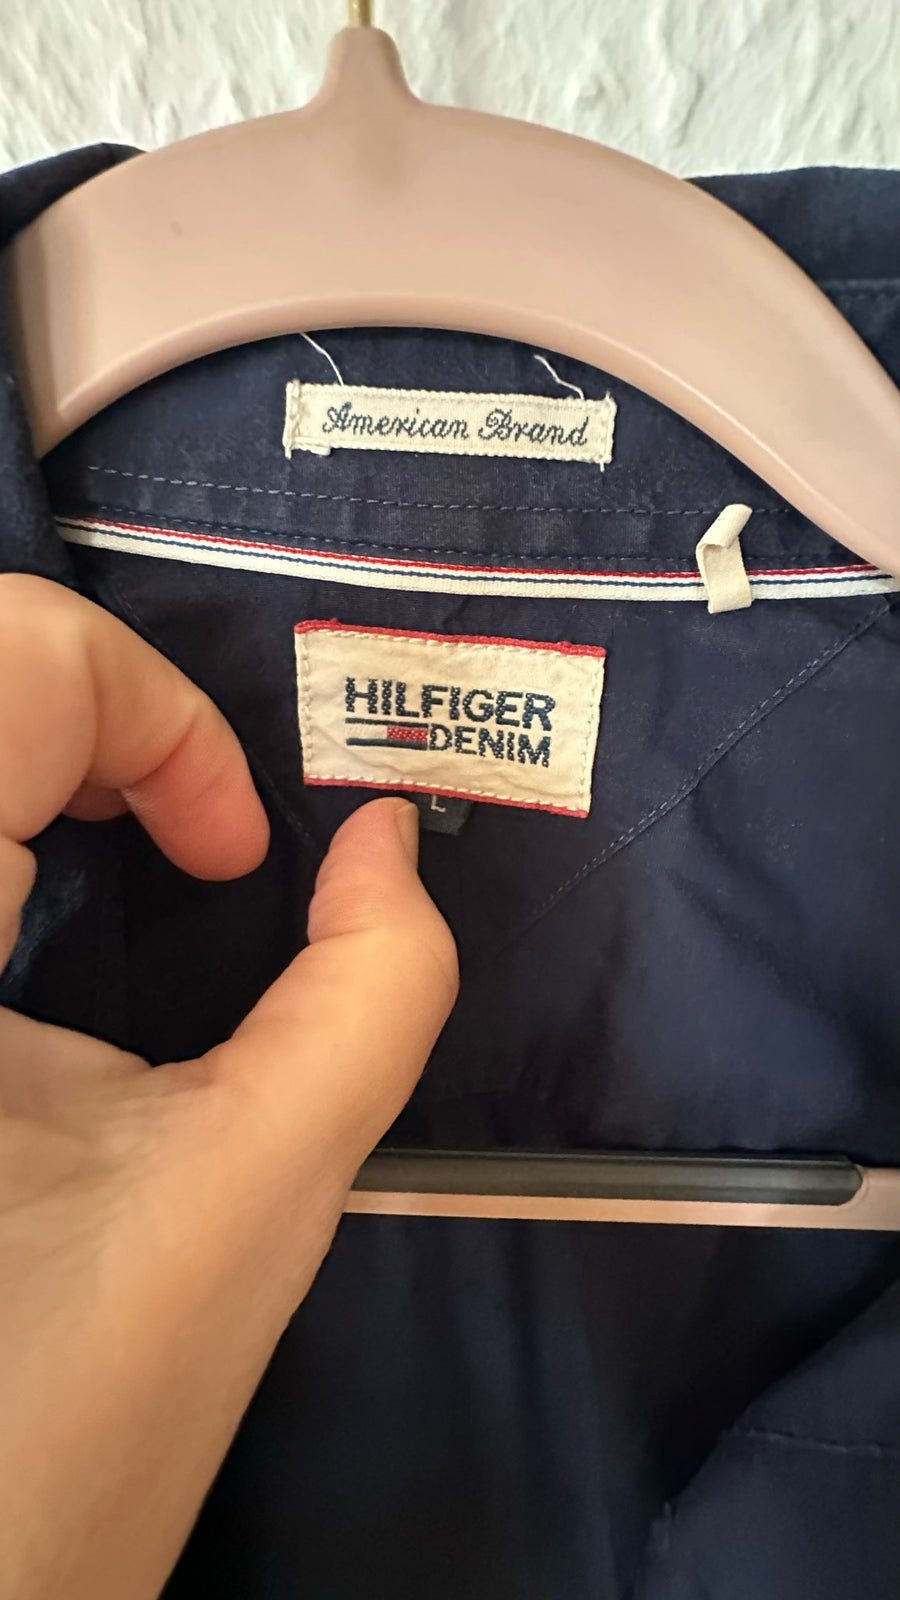 American Brand
HILFIGER
DENIM
L